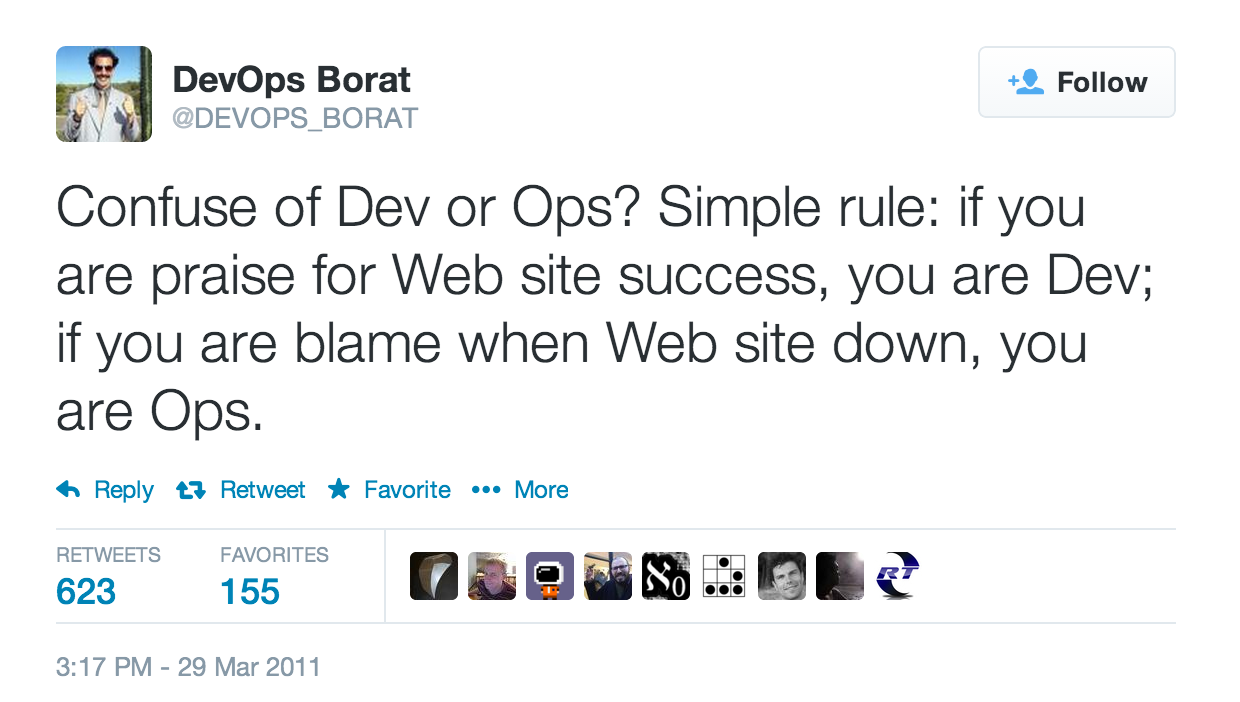 DevOps Borat
@DEVOPS_BORAT
Follow
Confuse of Dev or Ops? Simple rule: if you
are praise for Web site success, you are Dev;
if you are blame when Web site down, you
are Ops.
Reply Retweet Favorite More
RETWEETS FAVORITES
623 155
ℵ0
RT
3:17 PM - 29 Mar 2011